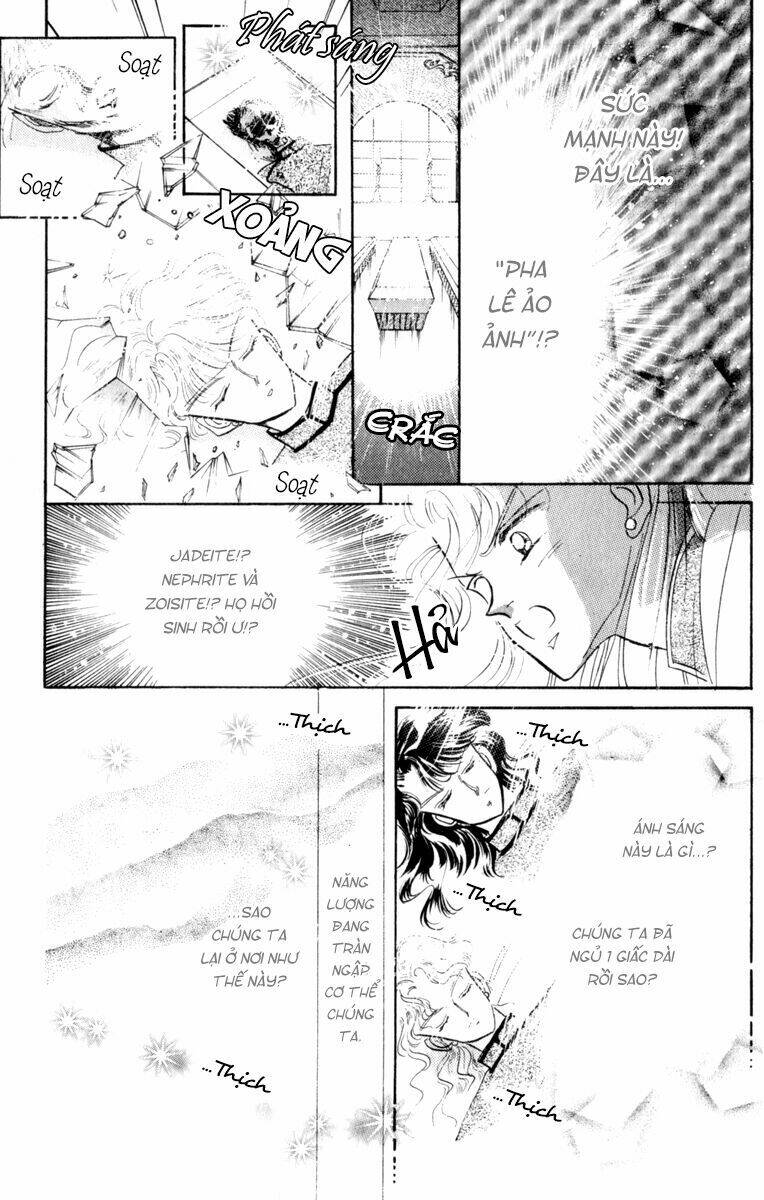 SỨC
MẠNH NÀY!
ĐÂY LÀ...
"PHA
LÊ ẢO
ẢNH"!?
CRẮC
Phát sáng
Soạt
Soạt
XOẢNG
Soạt
Hả
JADEITE!?
NEPHRITE VÀ
ZOISITE!? HỌ HỒI
SINH RỒI Ư!?
...Thịch
ÁNH SÁNG
NÀY LÀ GÌ...?
...Thịch
CHÚNG TA ĐÃ
NGỦ 1 GIẤC DÀI
RỒI SAO?
...Thịch
...Thịch
NĂNG
LƯỢNG
ĐANG
TRÀN
NGẬP
CƠ THỂ
CHÚNG
TA.
...SAO
CHÚNG TA
LẠI Ở NƠI NHƯ
THẾ NÀY?
...Thịch